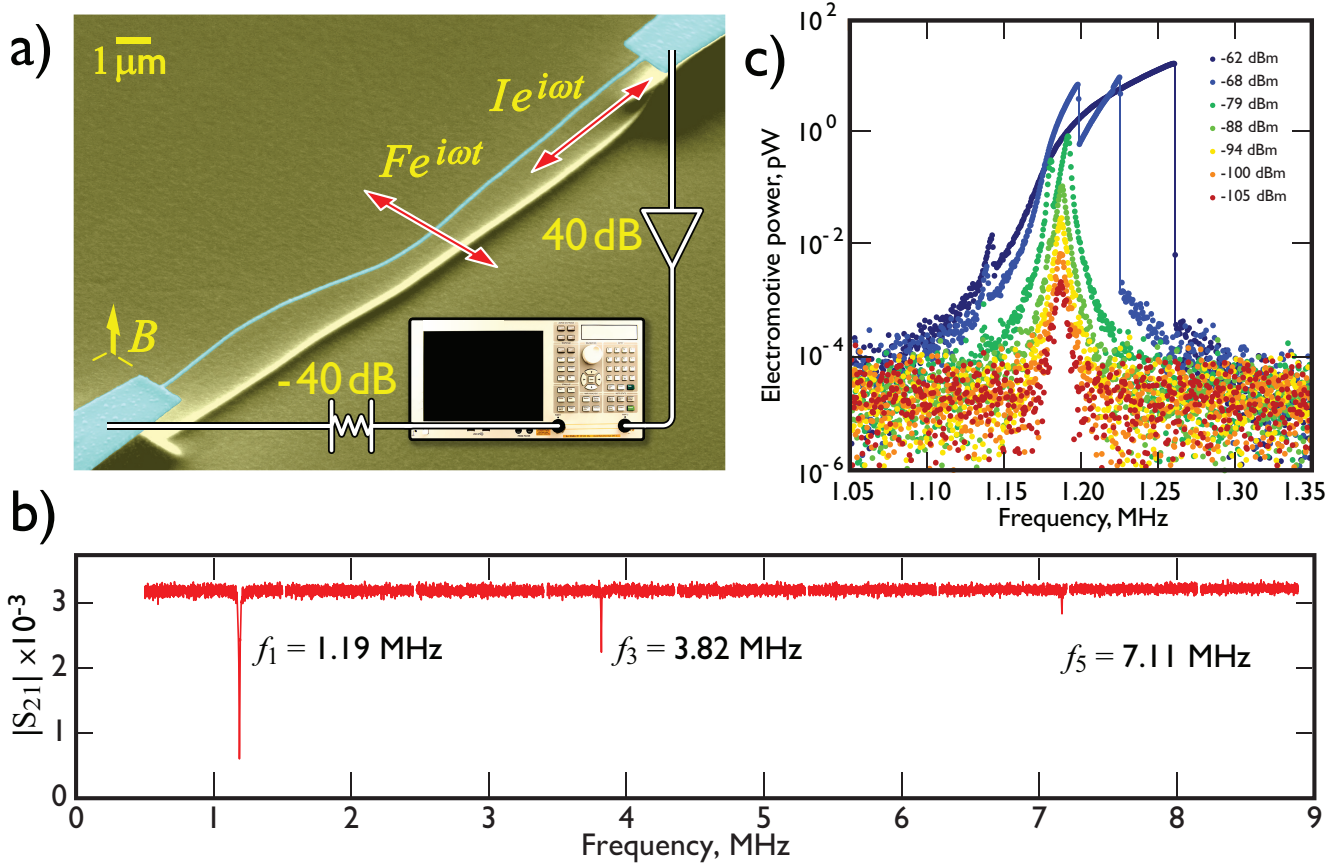 a)
1 μm
Ie^iωt
Fe^iωt
40 dB
B
-40 dB
c)
Electromotive power, pW
10^2
10^0
10^-2
10^-4
10^-6
-62 dBm
-68 dBm
-79 dBm
-88 dBm
-94 dBm
-100 dBm
-105 dBm
1.05 1.10 1.15 1.20 1.25 1.30 1.35
Frequency, MHz
b)
|S21| x10^-3
3
2
1
0
f1 = 1.19 MHz
f3 = 3.82 MHz
f5 = 7.11 MHz
0 1 2 3 4 5 6 7 8 9
Frequency, MHz